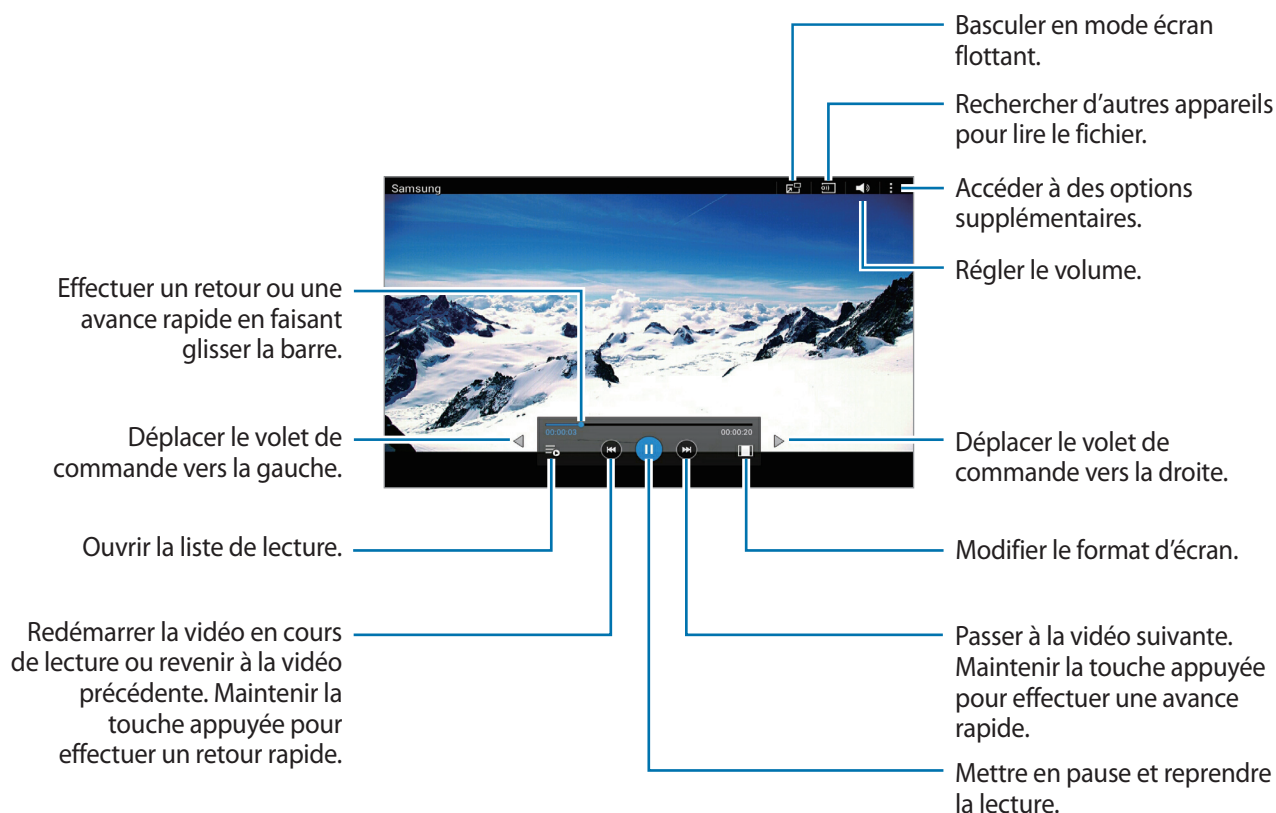 Basculer en mode écran
flottant.
Rechercher d'autres appareils
pour lire le fichier.
Samsung
Accéder à des options
supplémentaires.
Régler le volume.
Effectuer un retour ou une
avance rapide en faisant
glisser la barre.
00:00:03
00:00:20
Déplacer le volet de
commande vers la gauche.
Déplacer le volet de
commande vers la droite.
Ouvrir la liste de lecture.
Modifier le format d'écran.
Redémarrer la vidéo en cours
de lecture ou revenir à la vidéo
précédente. Maintenir la
touche appuyée pour
effectuer un retour rapide.
Passer à la vidéo suivante.
Maintenir la touche appuyée
pour effectuer une avance
rapide.
Mettre en pause et reprendre
la lecture.